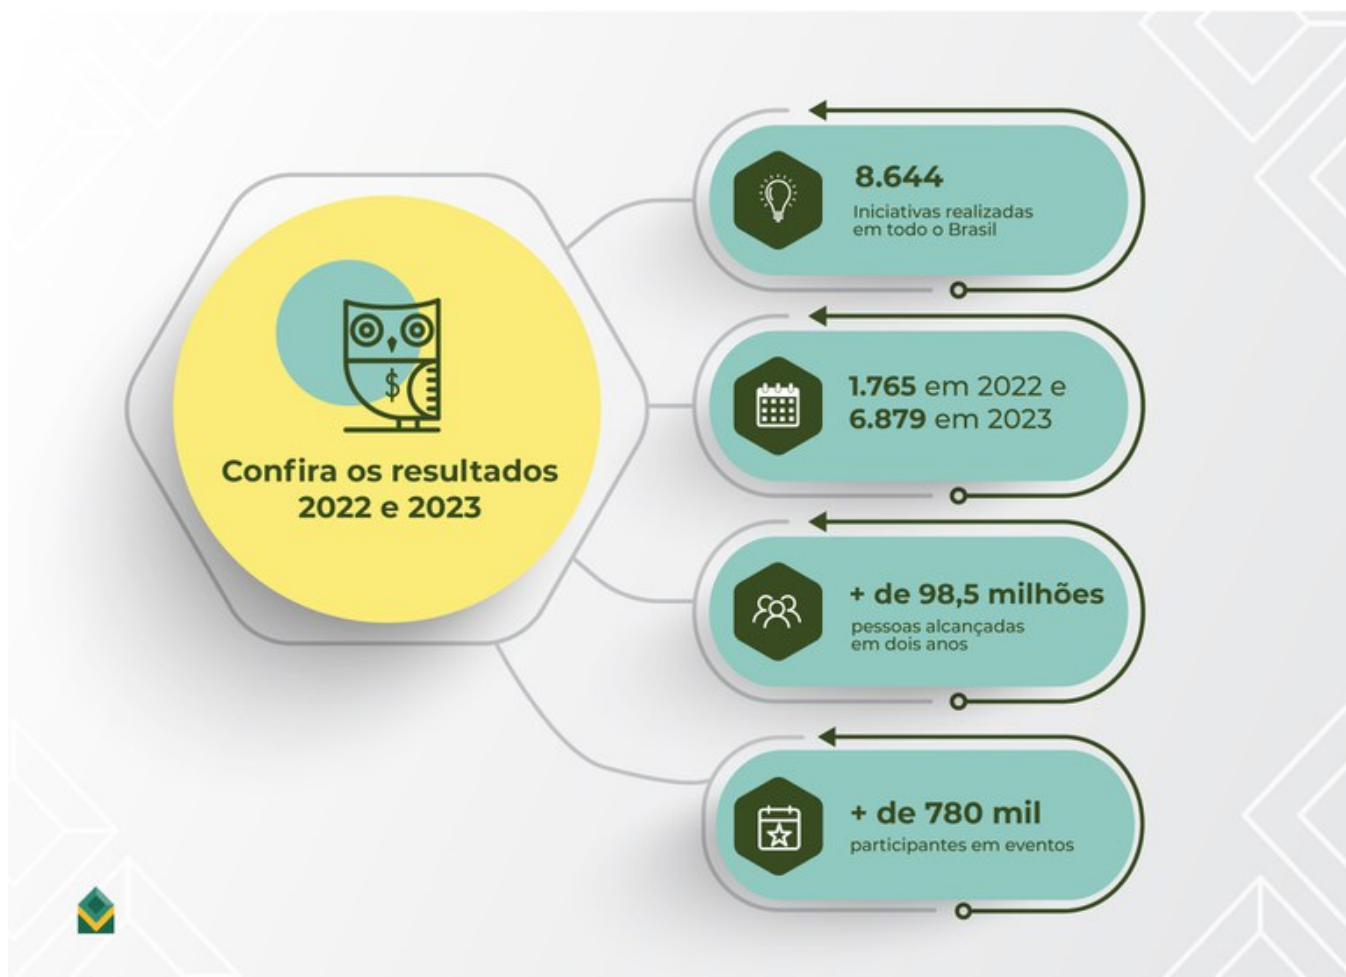 $
Confira os resultados
2022 e 2023
8.644
Iniciativas realizadas
em todo o Brasil
1.765 em 2022 e
6.879 em 2023
+ de 98,5 milhões
pessoas alcançadas
em dois anos
+ de 780 mil
participantes em eventos